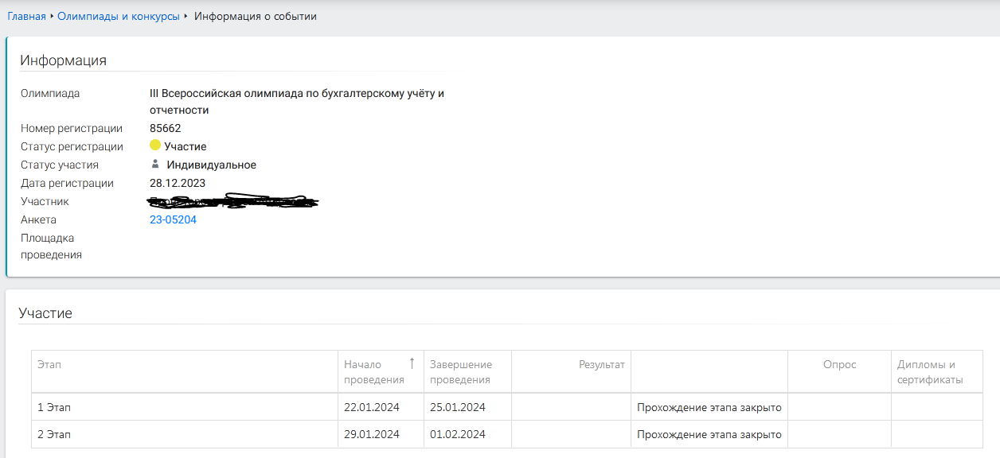 Главная ‣ Олимпиады и конкурсы ‣ Информация о событии
Информация
Олимпиада III Всероссийская олимпиада по бухгалтерскому учёту и
отчетности
Номер регистрации 85662
Статус регистрации Участие
Статус участия Индивидуальное
Дата регистрации 28.12.2023
Участник
Анкета 23-05204
Площадка
проведения
Участие
Этап Начало ↑ Завершение Результат Опрос Дипломы и
проведения проведения сертификаты
1 Этап 22.01.2024 25.01.2024 Прохождение этапа закрыто
2 Этап 29.01.2024 01.02.2024 Прохождение этапа закрыто